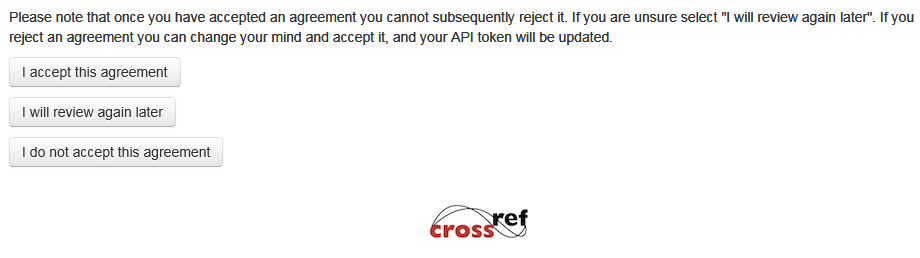 Please note that once you have accepted an agreement you cannot subsequently reject it. If you are unsure select "I will review again later". If you
reject an agreement you can change your mind and accept it, and your API token will be updated.
I accept this agreement
I will review again later
I do not accept this agreement
crossref